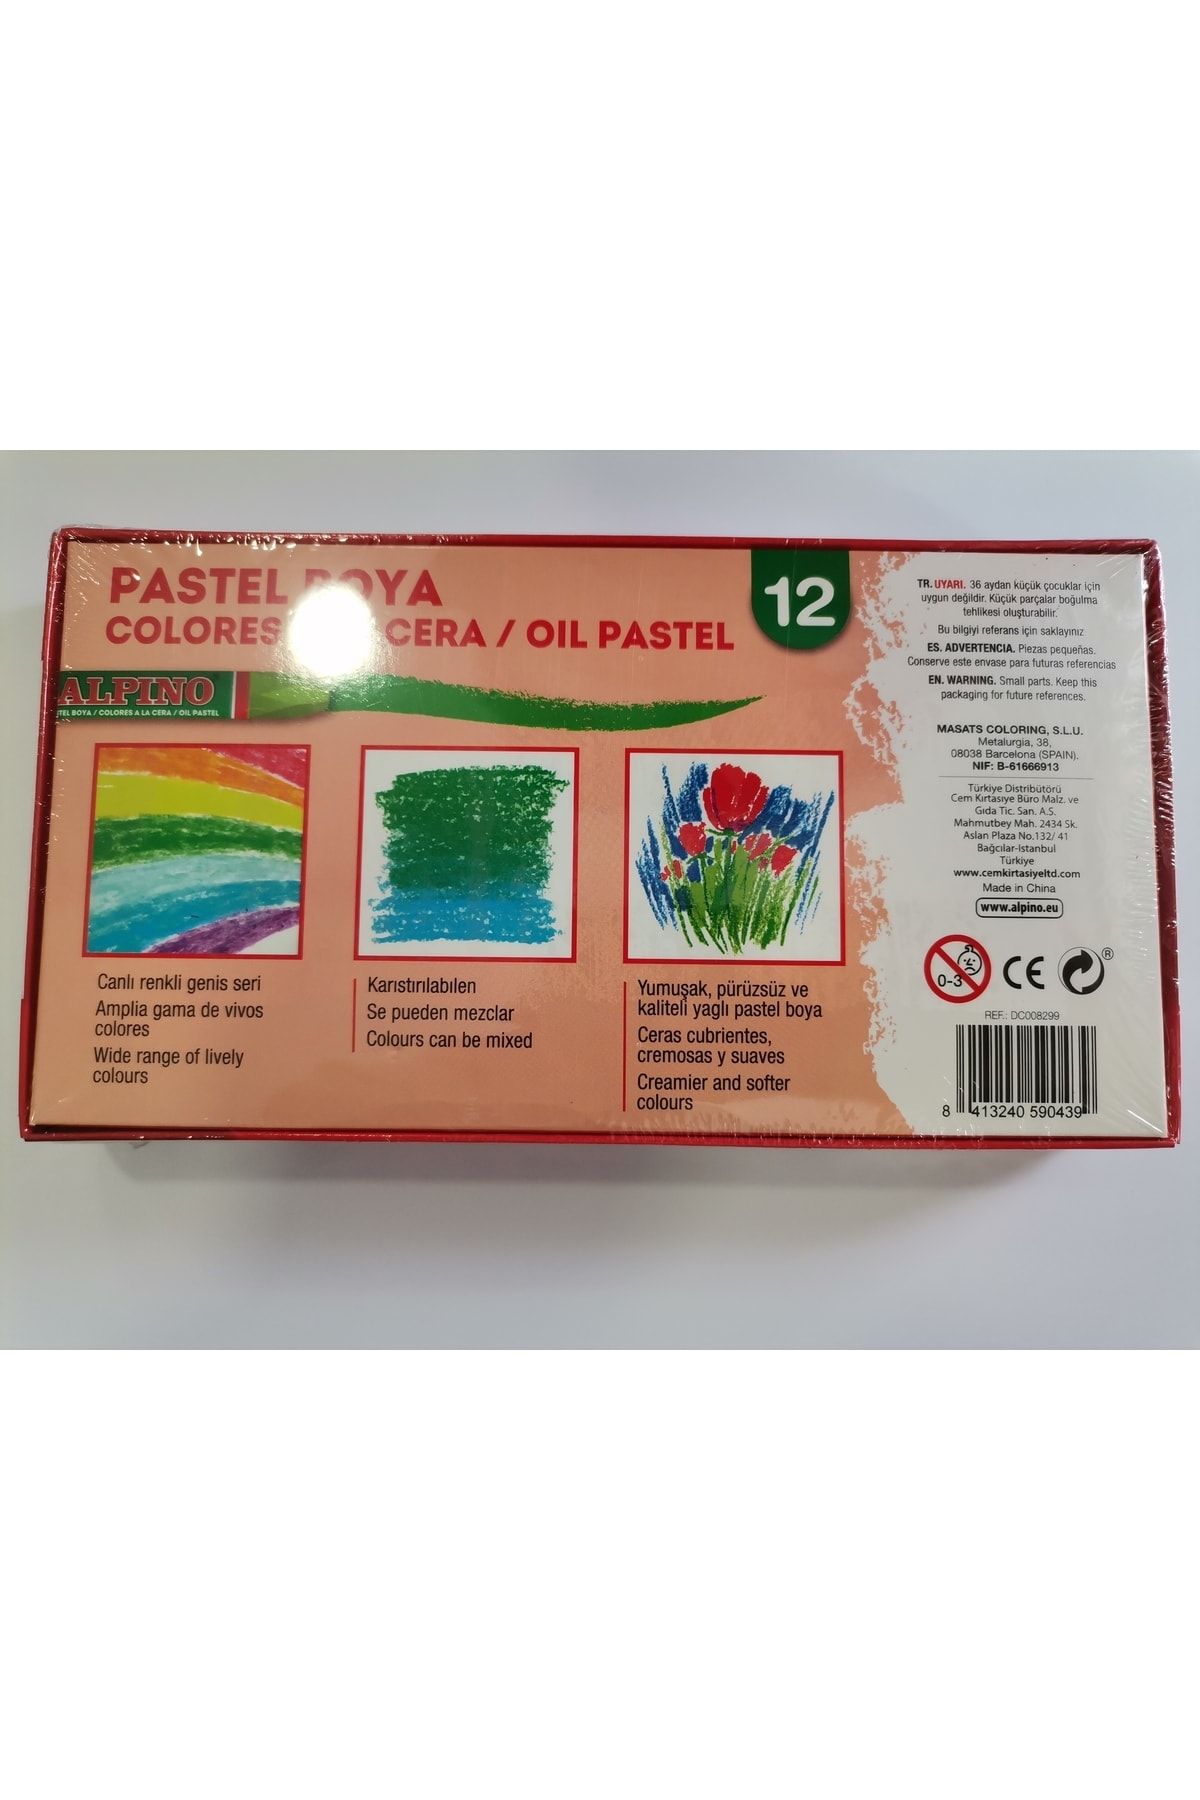 PASTEL
12
COLORES CERA / OIL PASTEL
ALPINO
BOYA / COLORES A LA CERA / OIL PASTEL
Canlı renkli genis seri
Amplia gama de vivos
colores
Wide range of lively
colours
Karıstırılabılen
Se pueden mezclar
Colours can be mixed
Yumuşak, pürüzsüz ve
kaliteli yaglı pastel boya
Ceras cubrientes,
cremosas y suaves
Creamier and softer
colours
TR. UYARI. 36 aydan küçük çocuklar için
uygun değildir. Küçük parçalar boğulma
tehlikesi oluşturabilir.
Bu bilgiyi referans için saklayınız
ES. ADVERTENCIA. Piezas pequeñas.
Conserve este envase para futuras referencias
EN. WARNING. Small parts. Keep this
packaging for future references.
MASATS COLORING, S.L.U.
Metalurgia, 38,
08038 Barcelona (SPAIN).
NIF: B-61666913
Türkiye Distribütörü
Cem Kırtasiye Büro Malz. ve
Gıda Tic. San. A.S.
Mahmutbey Mah. 2434 Sk.
Aslan Plaza No.132/ 41
Bağcılar-Istanbul
Türkiye
www.cemkirtasiyeltd.com
Made in China
www.alpino.eu
0-3
CE
®
REF.: DC008299
8 413240 590439